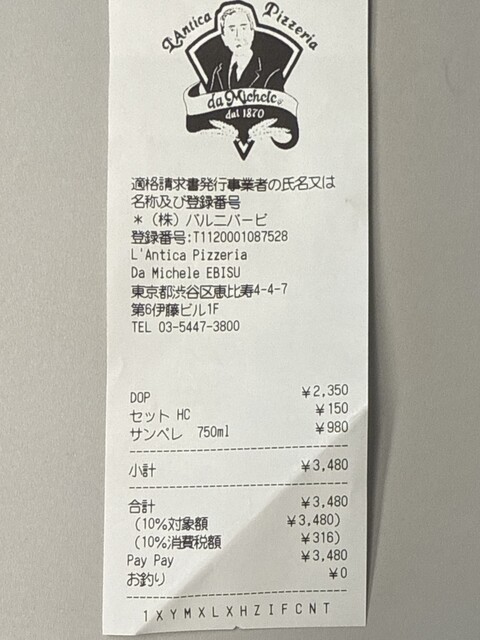 L'Antica Pizzeria
da Michele
dal 1870
適格請求書発行事業者の氏名又は
名称及び登録番号
＊（株）バルニバービ
登録番号:T1120001087528
L'Antica Pizzeria
Da Michele EBISU
東京都渋谷区恵比寿4-4-7
第6伊藤ビル1F
TEL 03-5447-3800
DOP ¥2,350
セット HC ¥150
サンペレ 750ml ¥980
小計 ¥3,480
合計 ¥3,480
(10%対象額 ¥3,480)
(10%消費税額 ¥316)
Pay Pay ¥3,480
お釣り ¥0
1XYMXLXHZIFCNT